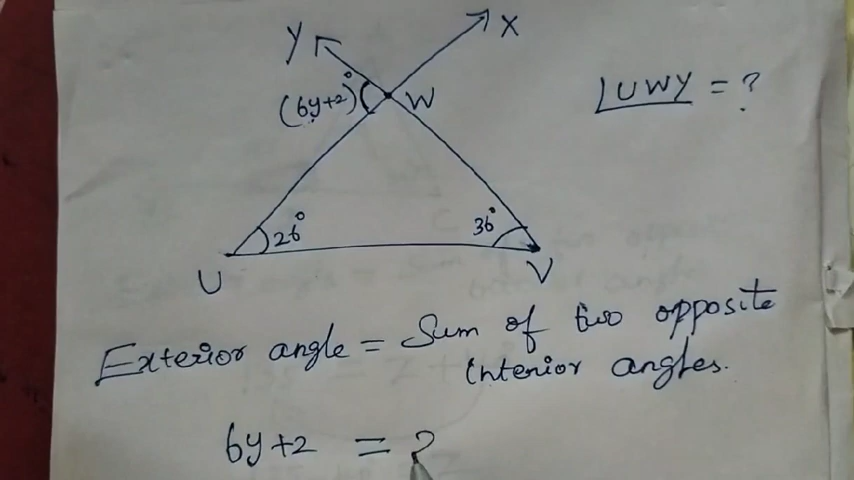 Y
X
(6y+2)°
W
∠UWY = ?
26°
36°
U
V
Exterior angle = Sum of two opposite
interior angles.
6y+2 = ?